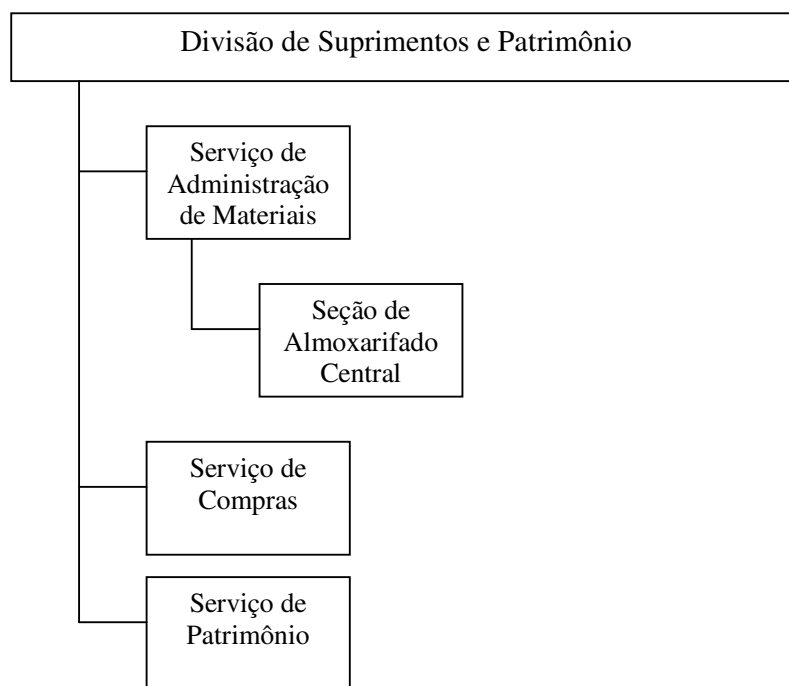 Divisão de Suprimentos e Patrimônio
Serviço de
Administração
de Materiais
Seção de
Almoxarifado
Central
Serviço de
Compras
Serviço de
Patrimônio